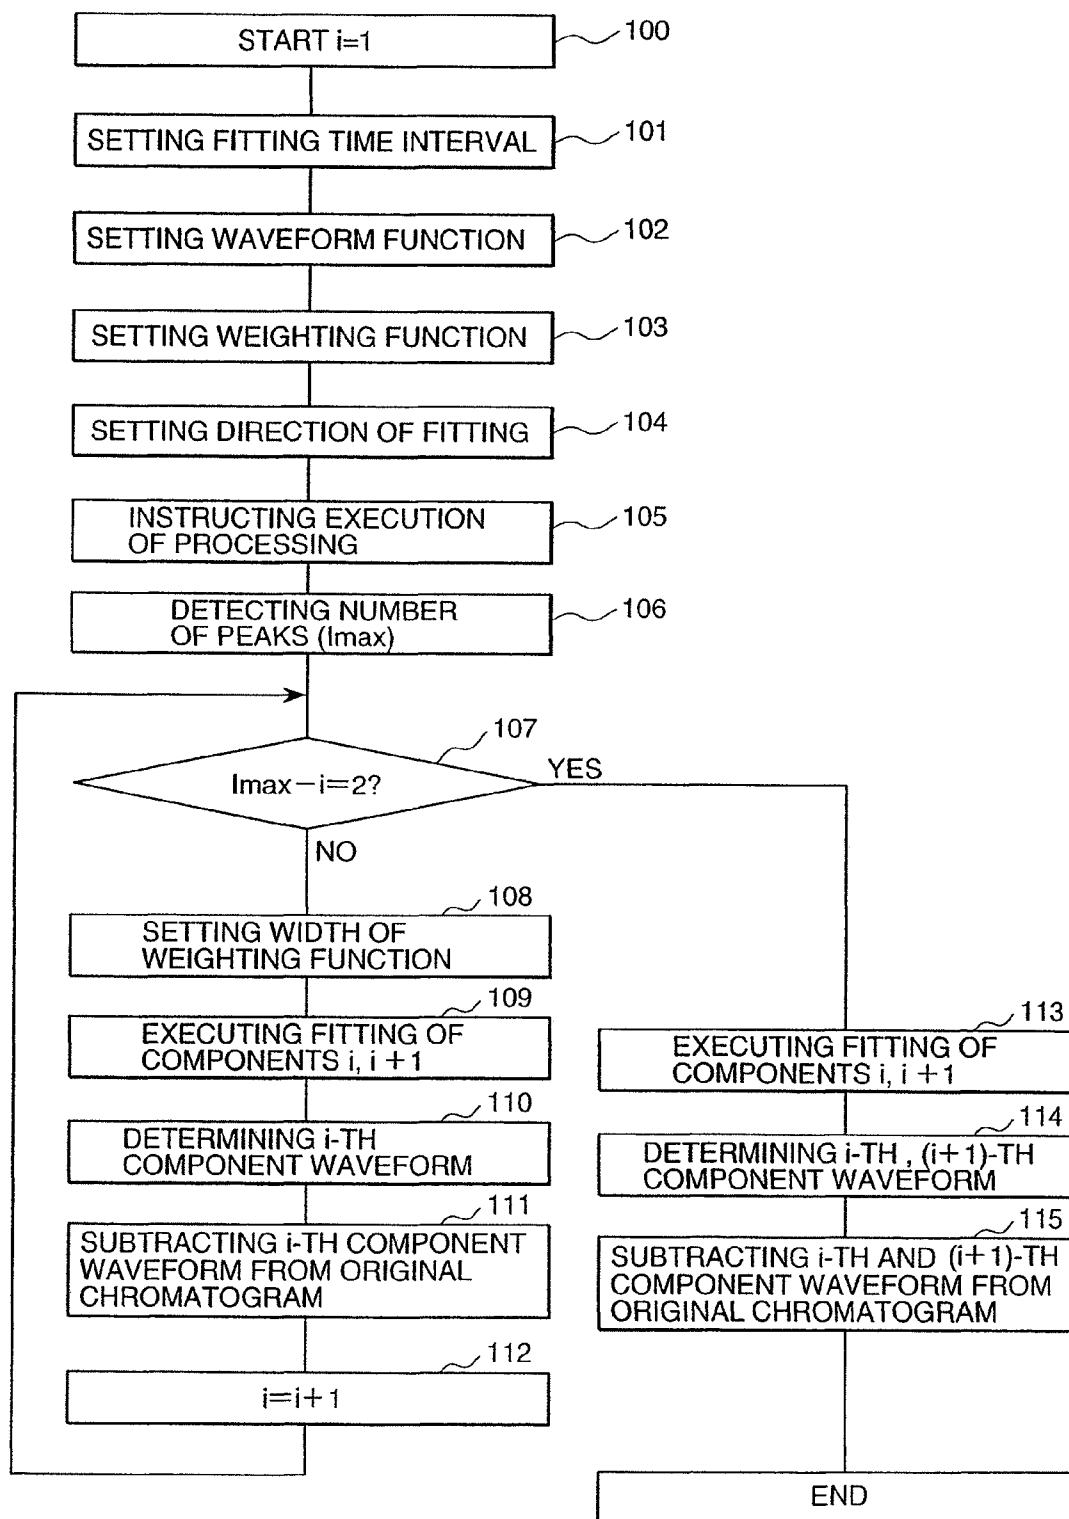 START i=1
100
SETTING FITTING TIME INTERVAL
101
SETTING WAVEFORM FUNCTION
102
SETTING WEIGHTING FUNCTION
103
SETTING DIRECTION OF FITTING
104
INSTRUCTING EXECUTION
OF PROCESSING
105
DETECTING NUMBER
OF PEAKS (Imax)
106
107
Imax－i=2?
YES
NO
108
SETTING WIDTH OF
WEIGHTING FUNCTION
109
EXECUTING FITTING OF
COMPONENTS i, i +1
110
DETERMINING i-TH
COMPONENT WAVEFORM
111
SUBTRACTING i-TH COMPONENT
WAVEFORM FROM ORIGINAL
CHROMATOGRAM
112
i=i+1
113
EXECUTING FITTING OF
COMPONENTS i, i +1
114
DETERMINING i-TH , (i+1)-TH
COMPONENT WAVEFORM
115
SUBTRACTING i-TH AND (i+1)-TH
COMPONENT WAVEFORM FROM
ORIGINAL CHROMATOGRAM
END